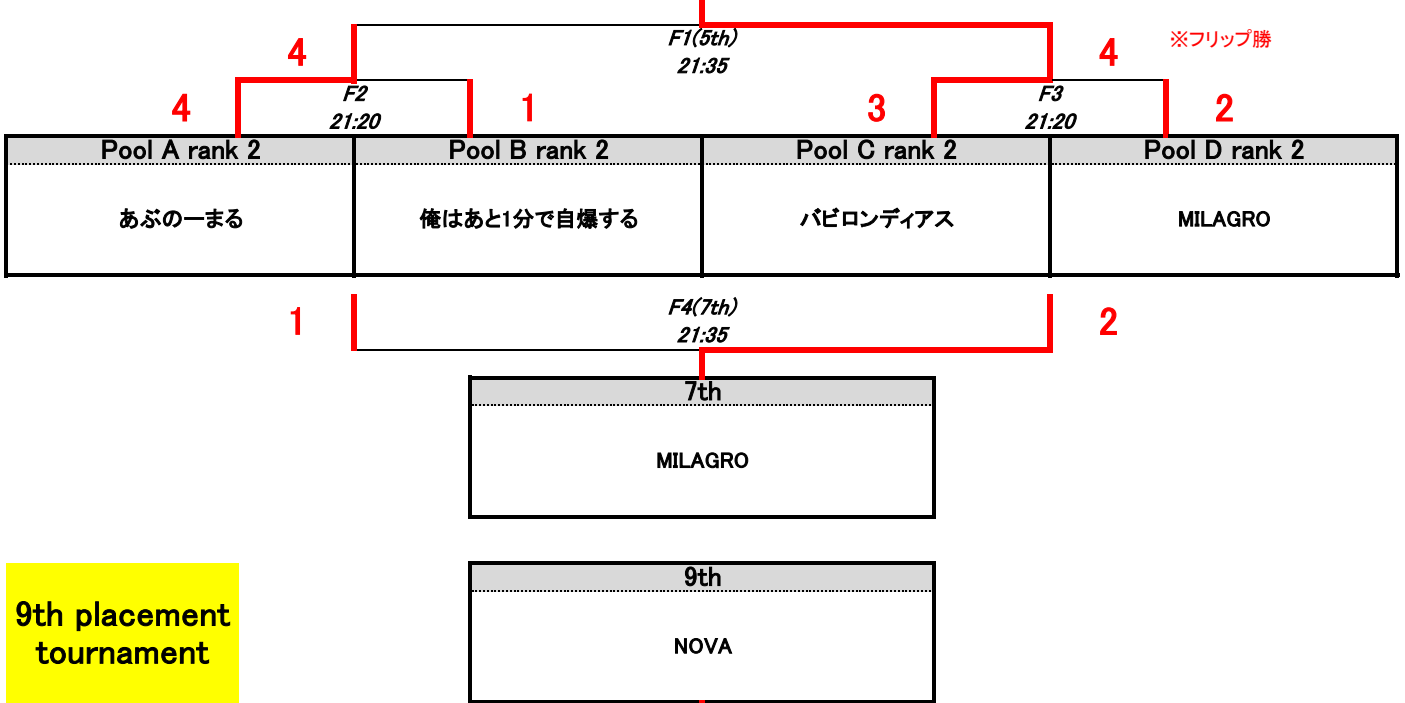 F1(5th)
21:35
4
4
※フリップ勝
F2
21:20
4
1
F3
21:20
3
2
Pool A rank 2
Pool B rank 2
Pool C rank 2
Pool D rank 2
あぶの一まる
俺はあと1分で自爆する
バビロンディアス
MILAGRO
1
F4(7th)
21:35
2
7th
MILAGRO
9th placement
tournament
9th
NOVA